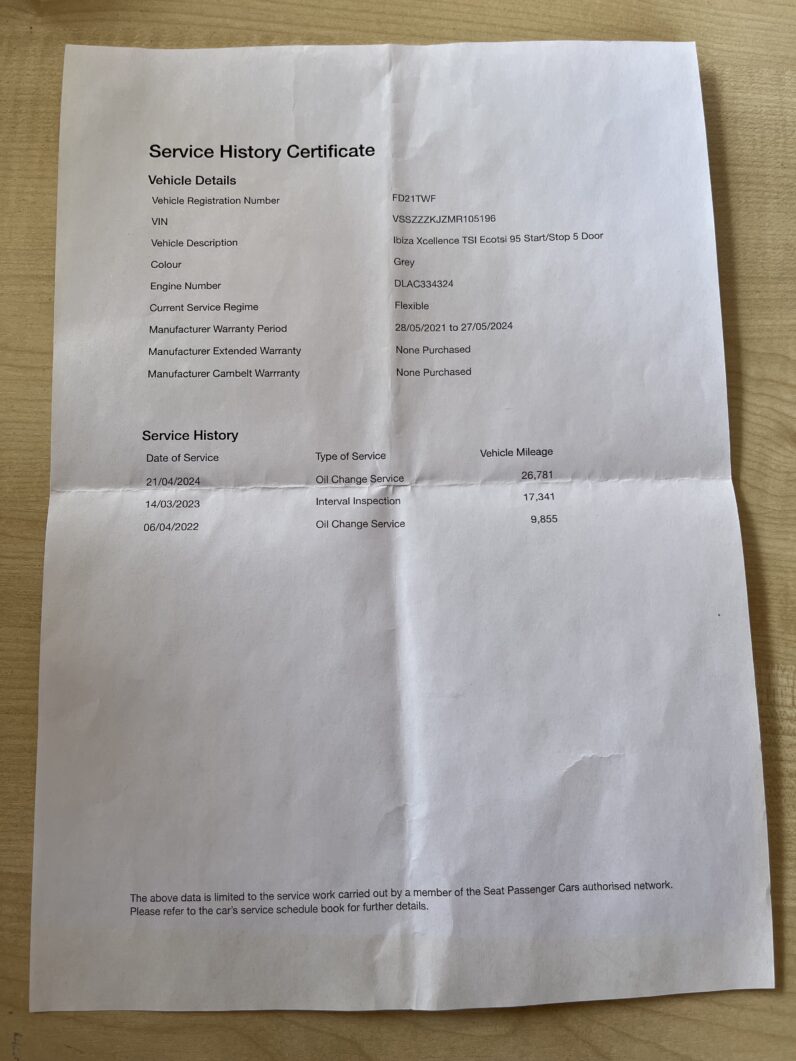 Service History Certificate
Vehicle Details
Vehicle Registration Number FD21TWF
VIN VSSZZZKJZMR105196
Vehicle Description Ibiza Xcellence TSI Ecotsi 95 Start/Stop 5 Door
Colour Grey
Engine Number DLAC334324
Current Service Regime Flexible
Manufacturer Warranty Period 28/05/2021 to 27/05/2024
Manufacturer Extended Warranty None Purchased
Manufacturer Cambelt Warrranty None Purchased
Service History
Date of Service Type of Service Vehicle Mileage
21/04/2024 Oil Change Service 26,781
14/03/2023 Interval Inspection 17,341
06/04/2022 Oil Change Service 9,855
The above data is limited to the service work carried out by a member of the Seat Passenger Cars authorised network.
Please refer to the car's service schedule book for further details.